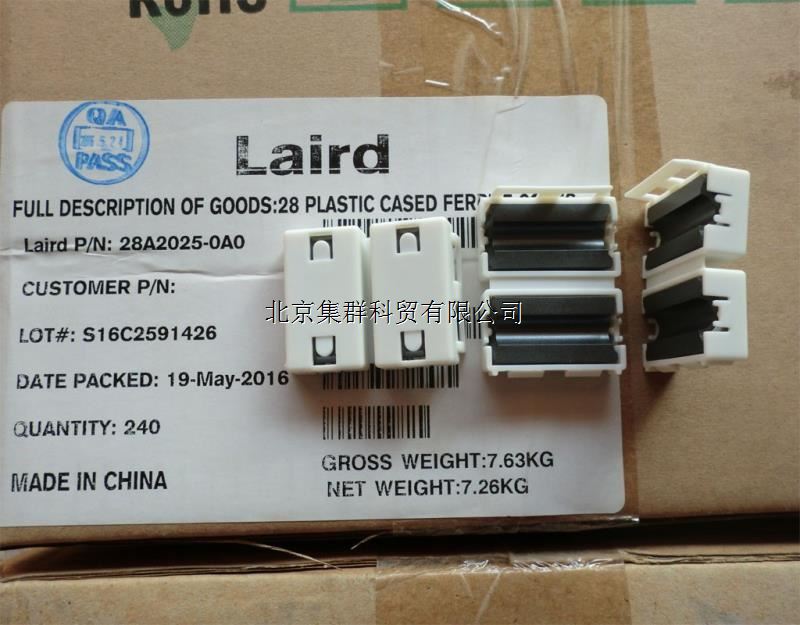 RoHS
QA
PASS
Laird
FULL DESCRIPTION OF GOODS:28 PLASTIC CASED
Laird P/N: 28A2025-0A0
CUSTOMER P/N:
北京集群科贸有限公司
LOT#: S16C2591426
DATE PACKED: 19-May-2016
QUANTITY: 240
GROSS WEIGHT:7.63KG
MADE IN CHINA
NET WEIGHT:7.26KG